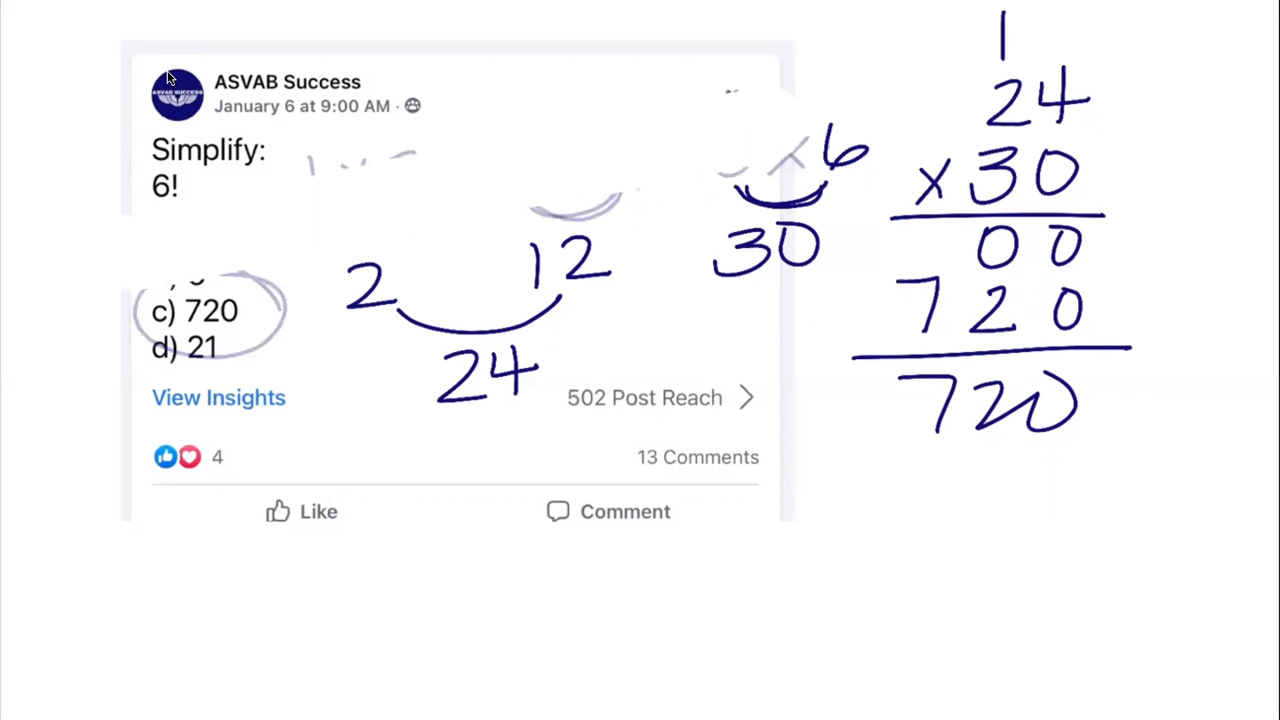 ASVAB Success
January 6 at 9:00 AM ·
Simplify:
6!
x 6
2 12 30
24
c) 720
d) 21
View Insights
502 Post Reach
4
13 Comments
Like
Comment
1
24
x 30
00
720
720